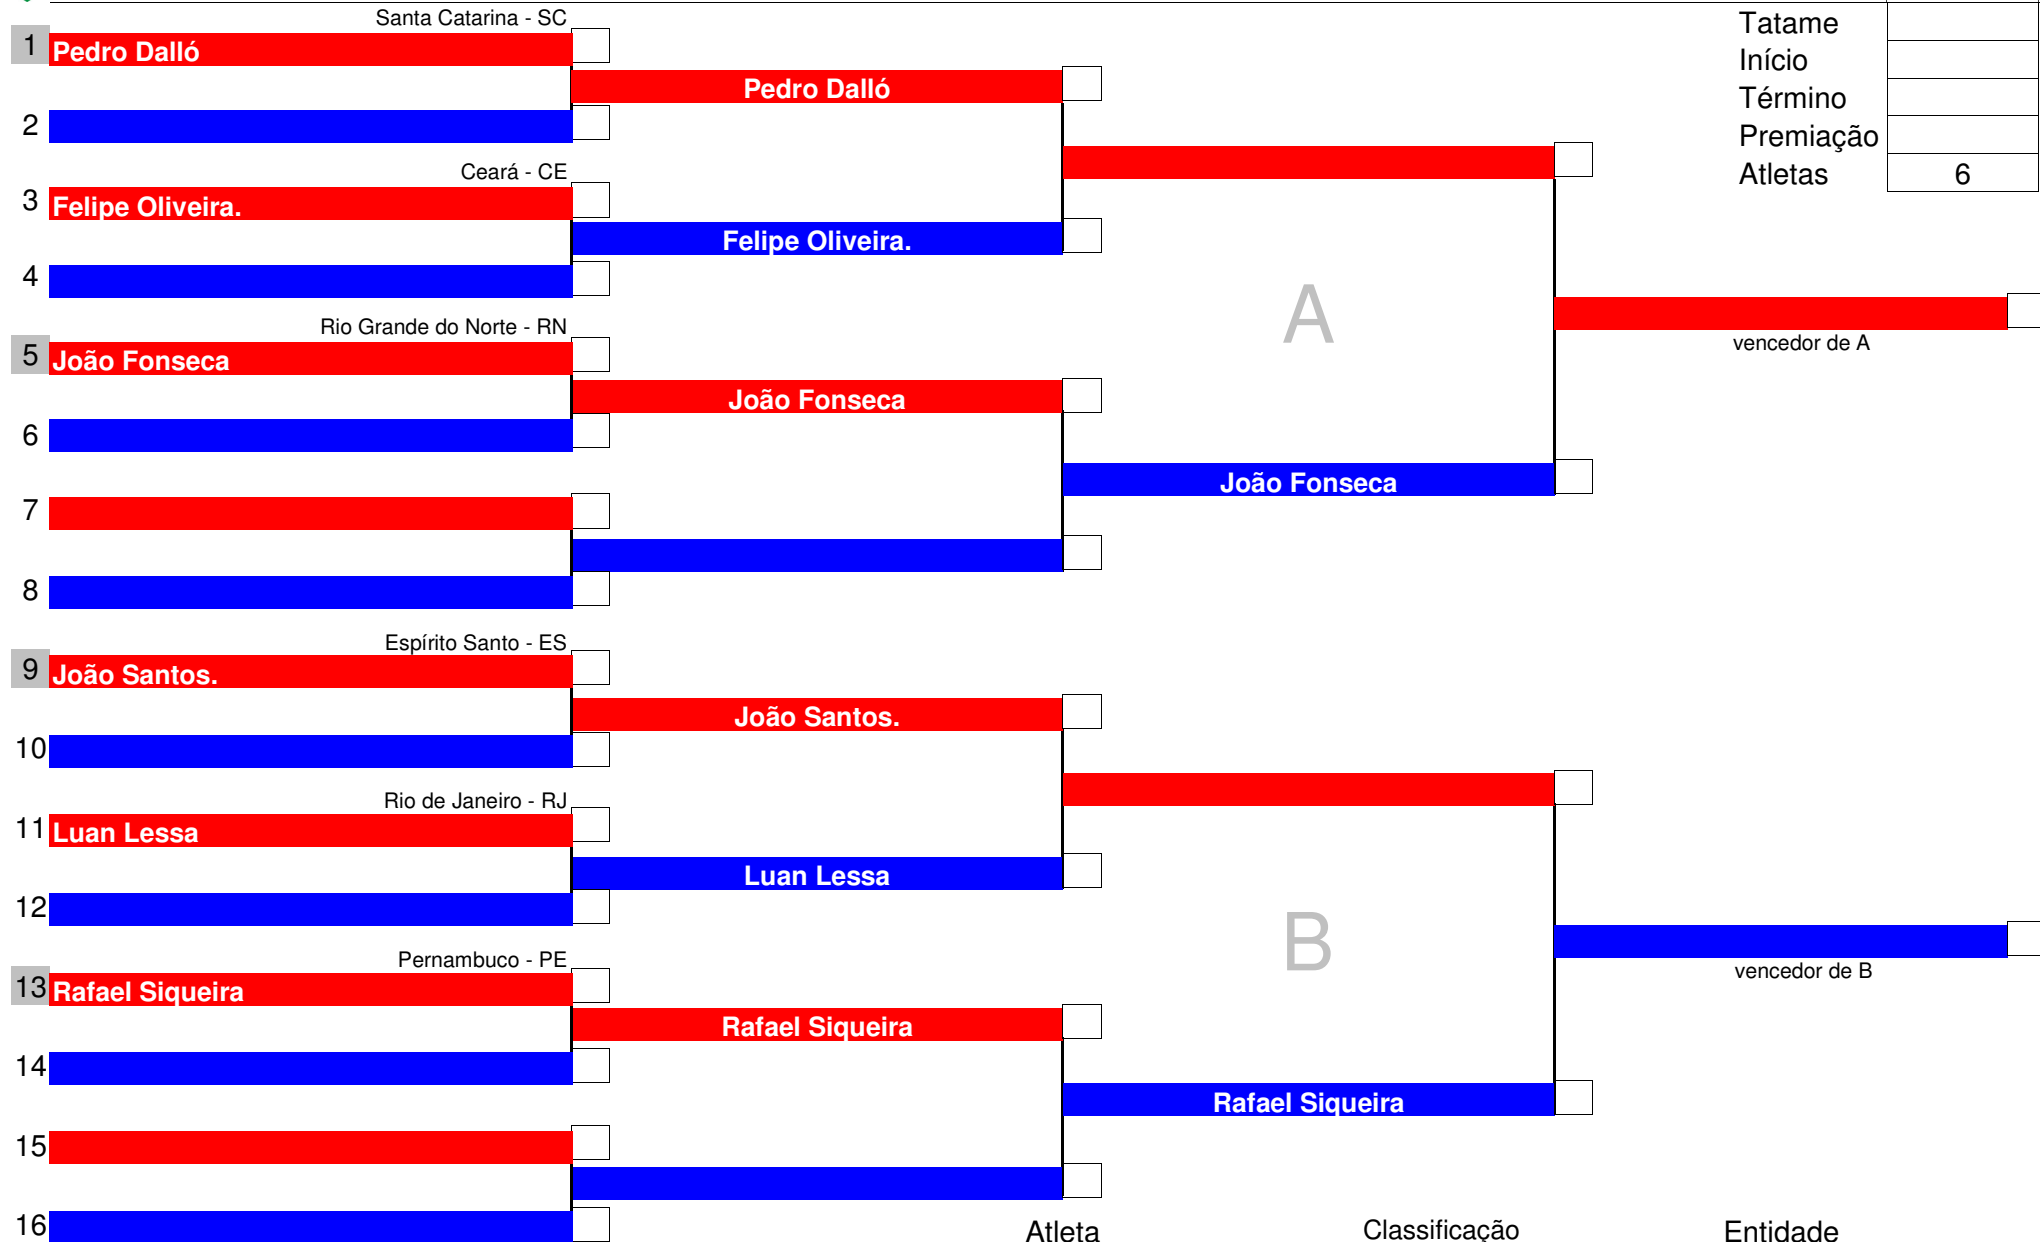 Santa Catarina - SC
Tatame
1 Pedro Dalló
Início
Pedro Dalló
Término
2
Premiação
Ceará - CE
Atletas 6
3 Felipe Oliveira.
Felipe Oliveira.
4
A
Rio Grande do Norte - RN
vencedor de A
5 João Fonseca
João Fonseca
6
João Fonseca
7
8
Espírito Santo - ES
9 João Santos.
João Santos.
10
Rio de Janeiro - RJ
11 Luan Lessa
Luan Lessa
12
B
Pernambuco - PE
vencedor de B
13 Rafael Siqueira
Rafael Siqueira
14
Rafael Siqueira
15
16
Atleta Classificação Entidade